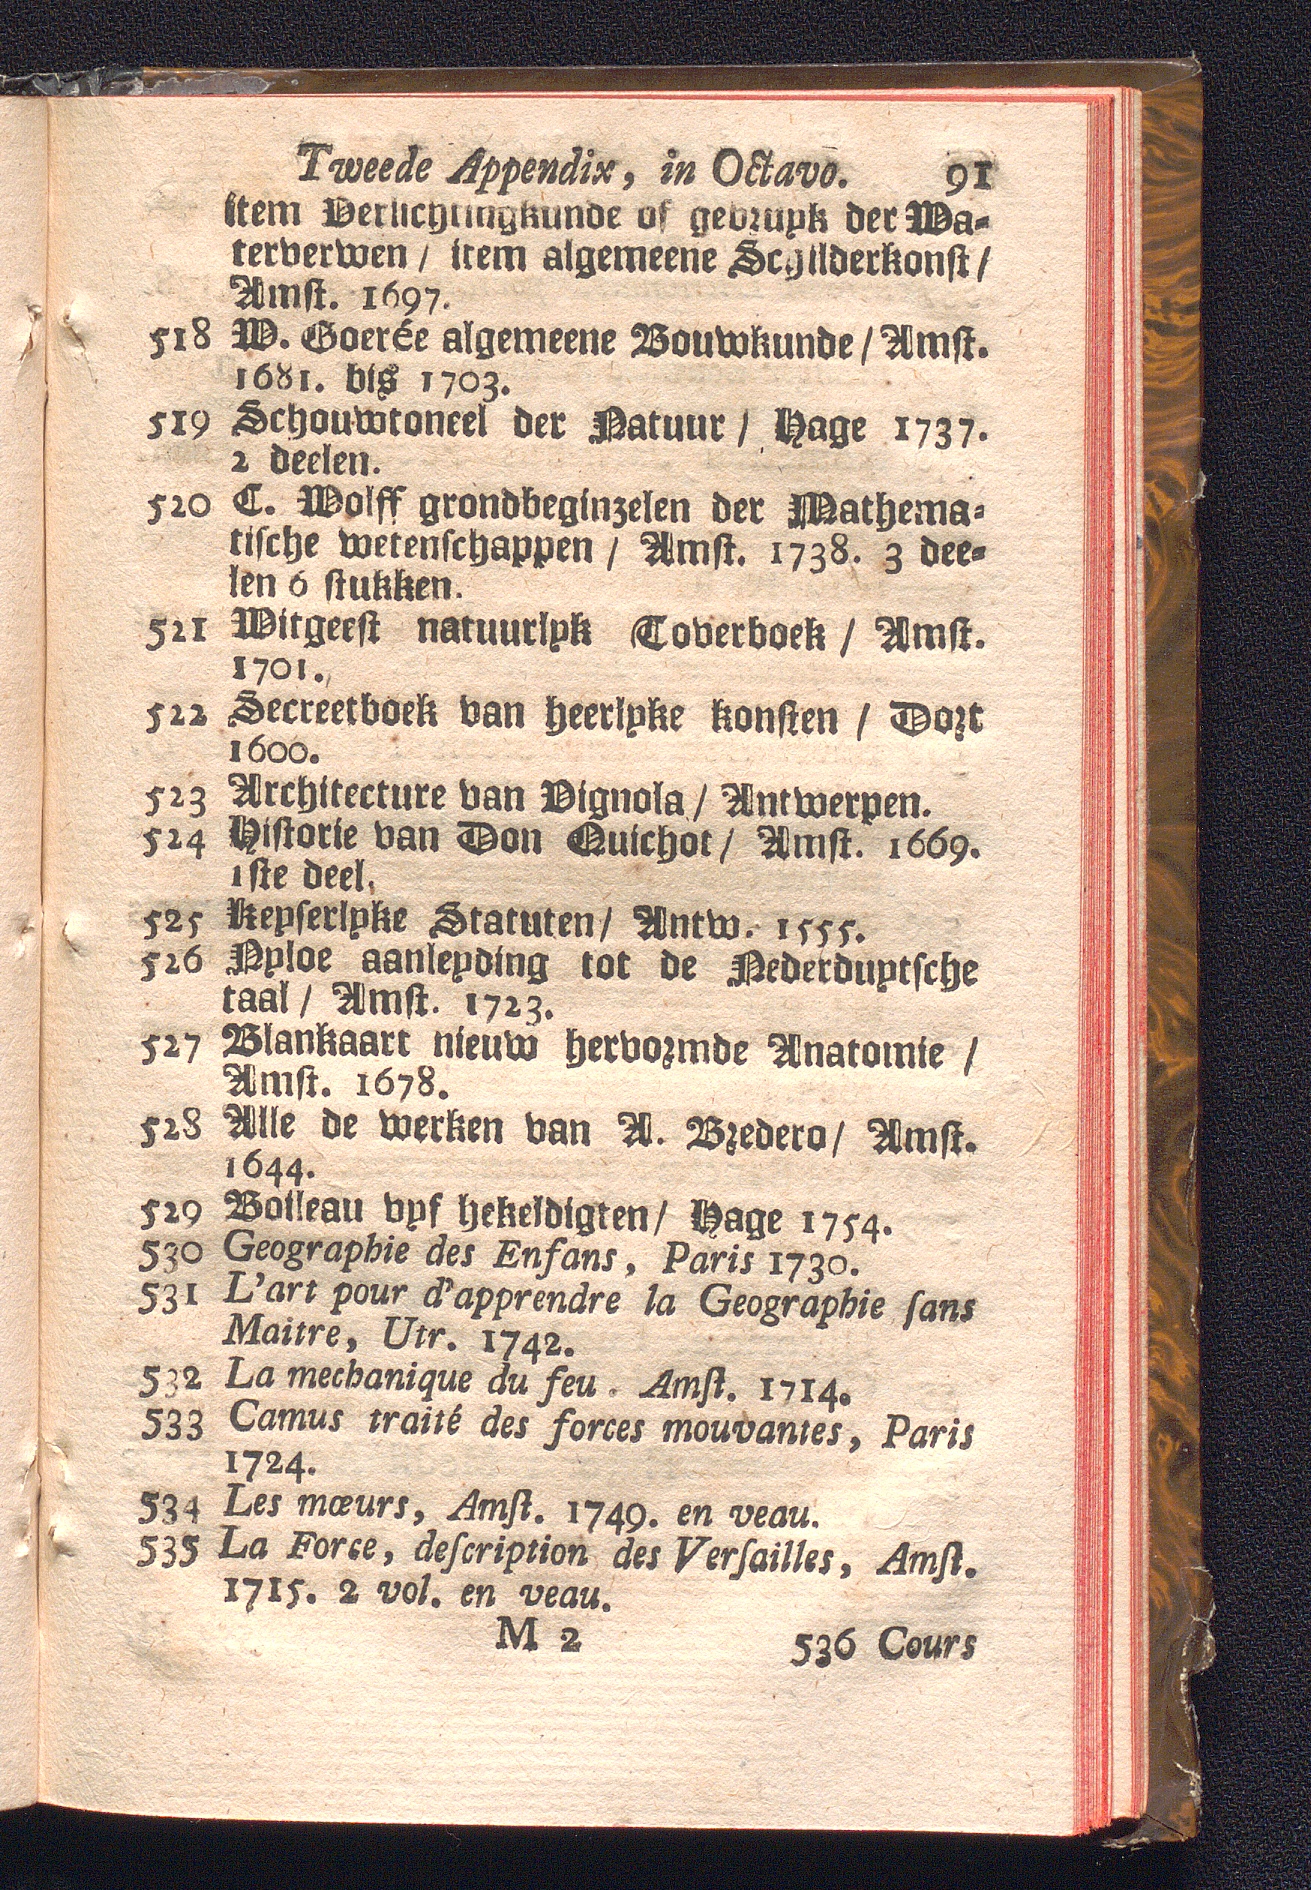 Tweede Appendix, in Octavo. 91
item Verlichtingkunde of gebruyk der Wa-
terverwen / item algemeene Schilderkonst /
Amst. 1697.
518 W. Goerée algemeene Bouwkunde / Amst.
1681. bis 1703.
519 Schouwtoneel der Natuur / Hage 1737.
2 deelen.
520 C. Wolff grondbeginzelen der Mathema-
tische wetenschappen / Amst. 1738. 3 dee-
len 6 stukken.
521 Witgeest natuurlyk Toverboek / Amst.
1701.
522 Secreetboek van heerlyke konsten / Dort
1600.
523 Architecture van Vignola / Antwerpen.
524 Historie van Don Quichot / Amst. 1669.
1ste deel.
525 Keyserlyke Statuten / Antw. 1555.
526 Nyloe aanleyding tot de Nederduytsche
taal / Amst. 1723.
527 Blankaart nieuw hervormde Anatomie /
Amst. 1678.
528 Alle de werken van A. Bredero / Amst.
1644.
529 Boileau vyf hekeldigten / Hage 1754.
530 Geographie des Enfans, Paris 1730.
531 L'art pour d'apprendre la Geographie ſans
Maitre, Utr. 1742.
532 La mechanique du feu. Amſt. 1714.
533 Camus traité des forces mouvantes, Paris
1724.
534 Les mœurs, Amſt. 1749. en veau.
535 La Force, deſcription des Verſailles, Amſt.
1715. 2 vol. en veau.
M 2 536 Cours